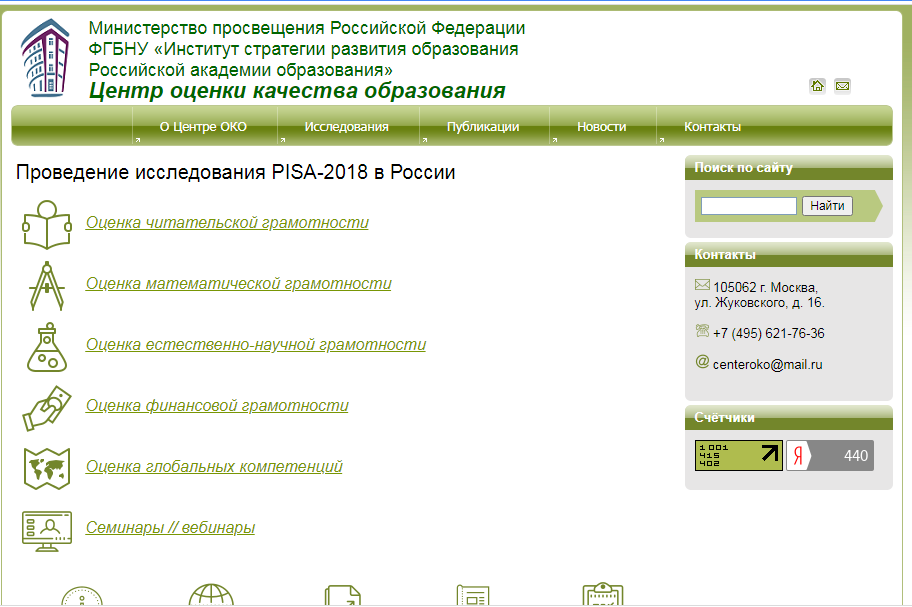 Министерство просвещения Российской Федерации
ФГБНУ «Институт стратегии развития образования
Российской академии образования»
Центр оценки качества образования
О Центре ОКО
Исследования
Публикации
Новости
Контакты
Проведение исследования PISA-2018 в России
Оценка читательской грамотности
Оценка математической грамотности
Оценка естественно-научной грамотности
Оценка финансовой грамотности
Оценка глобальных компетенций
Семинары // вебинары
Поиск по сайту
Найти
Контакты
105062 г. Москва,
ул. Жуковского, д. 16.
+7 (495) 621-76-36
@ centeroko@mail.ru
Счётчики
1 001
415
402
Я 440